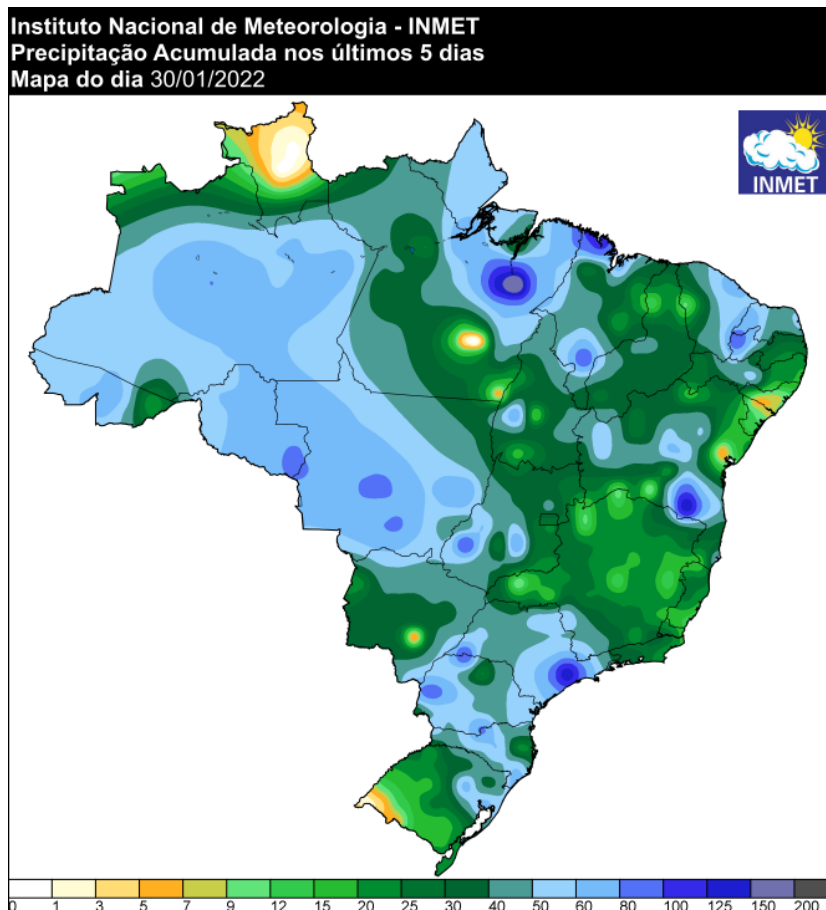 Instituto Nacional de Meteorologia - INMET
Precipitação Acumulada nos últimos 5 dias
Mapa do dia 30/01/2022
INMET
0 1 3 5 7 9 12 15 20 25 30 40 50 60 80 100 125 150 200